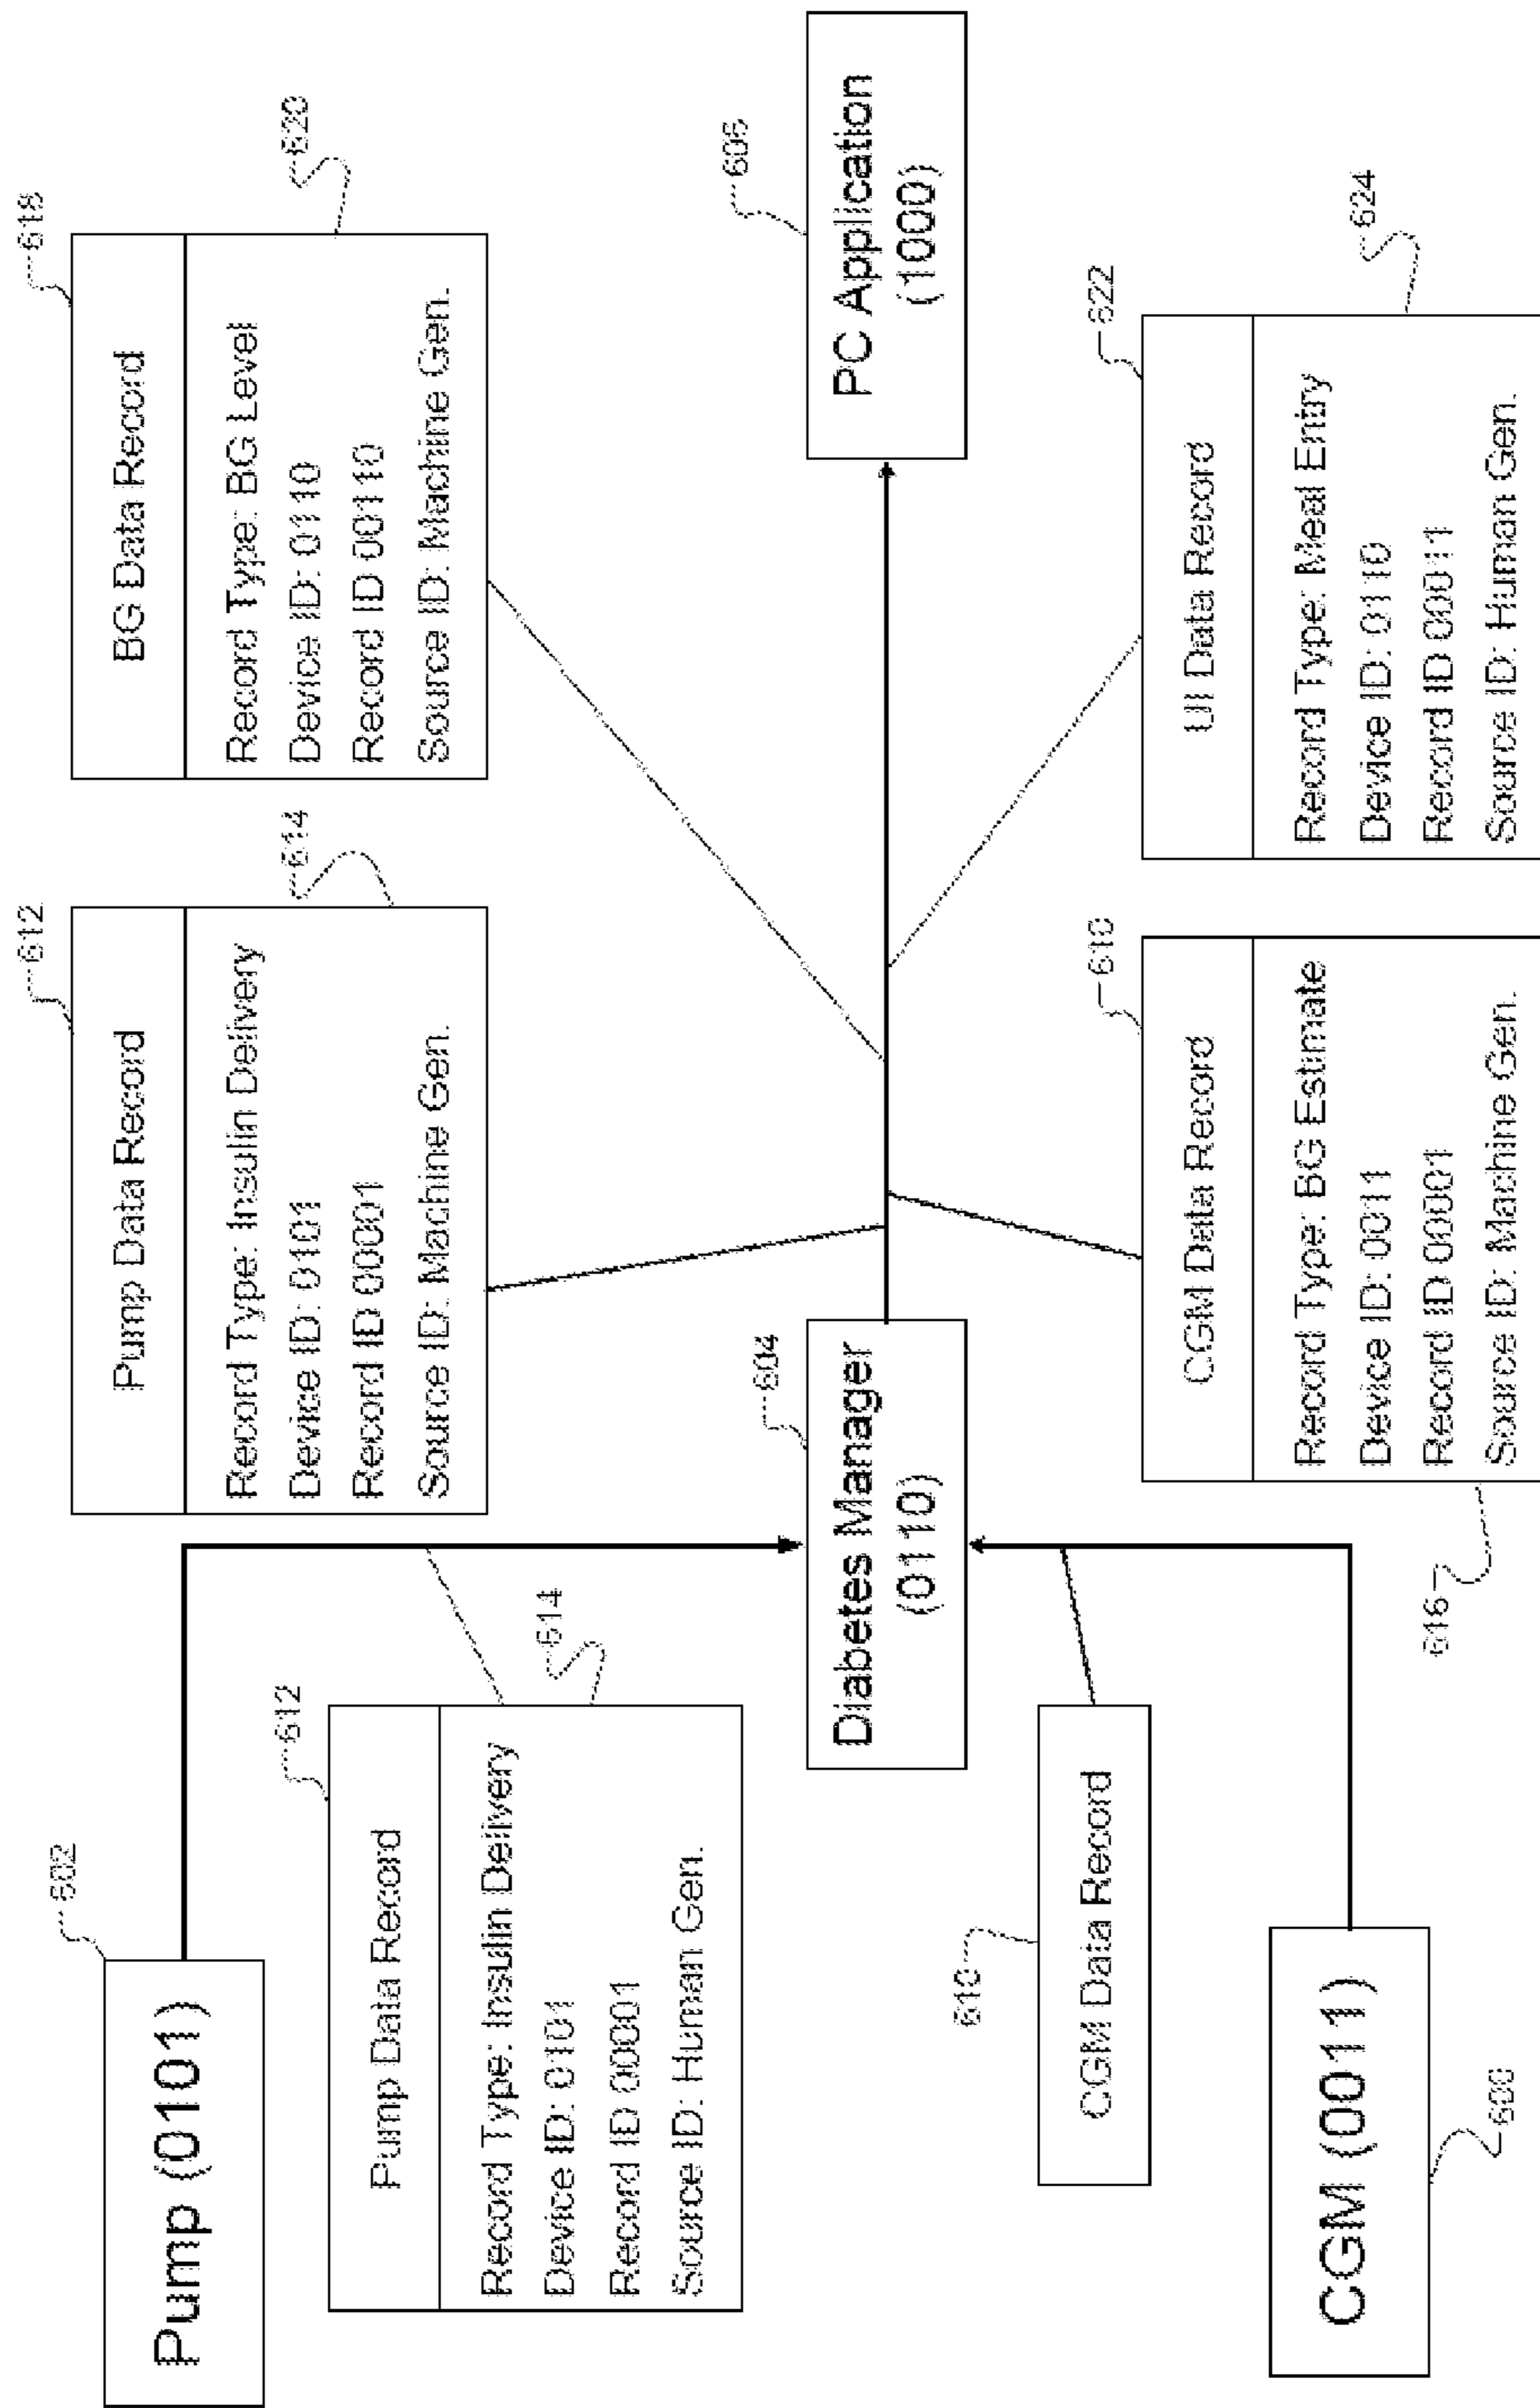 Pump (0101)
602
Pump Data Record
612
Record Type: Insulin Delivery
Device ID: 0101
Record ID 00001
Source ID: Human Gen.
614
Pump Data Record
612
Record Type: Insulin Delivery
Device ID: 0101
Record ID 00001
Source ID: Machine Gen.
614
BG Data Record
618
Record Type: BG Level
Device ID: 0110
Record ID 00110
Source ID: Machine Gen.
620
Diabetes Manager
(0110)
604
PC Application
(1000)
606
CGM Data Record
610
CGM (0011)
600
CGM Data Record
610
Record Type: BG Estimate
Device ID: 0011
Record ID 00001
Source ID: Machine Gen.
616
UI Data Record
622
Record Type: Meal Entry
Device ID: 0110
Record ID 00011
Source ID: Human Gen.
624